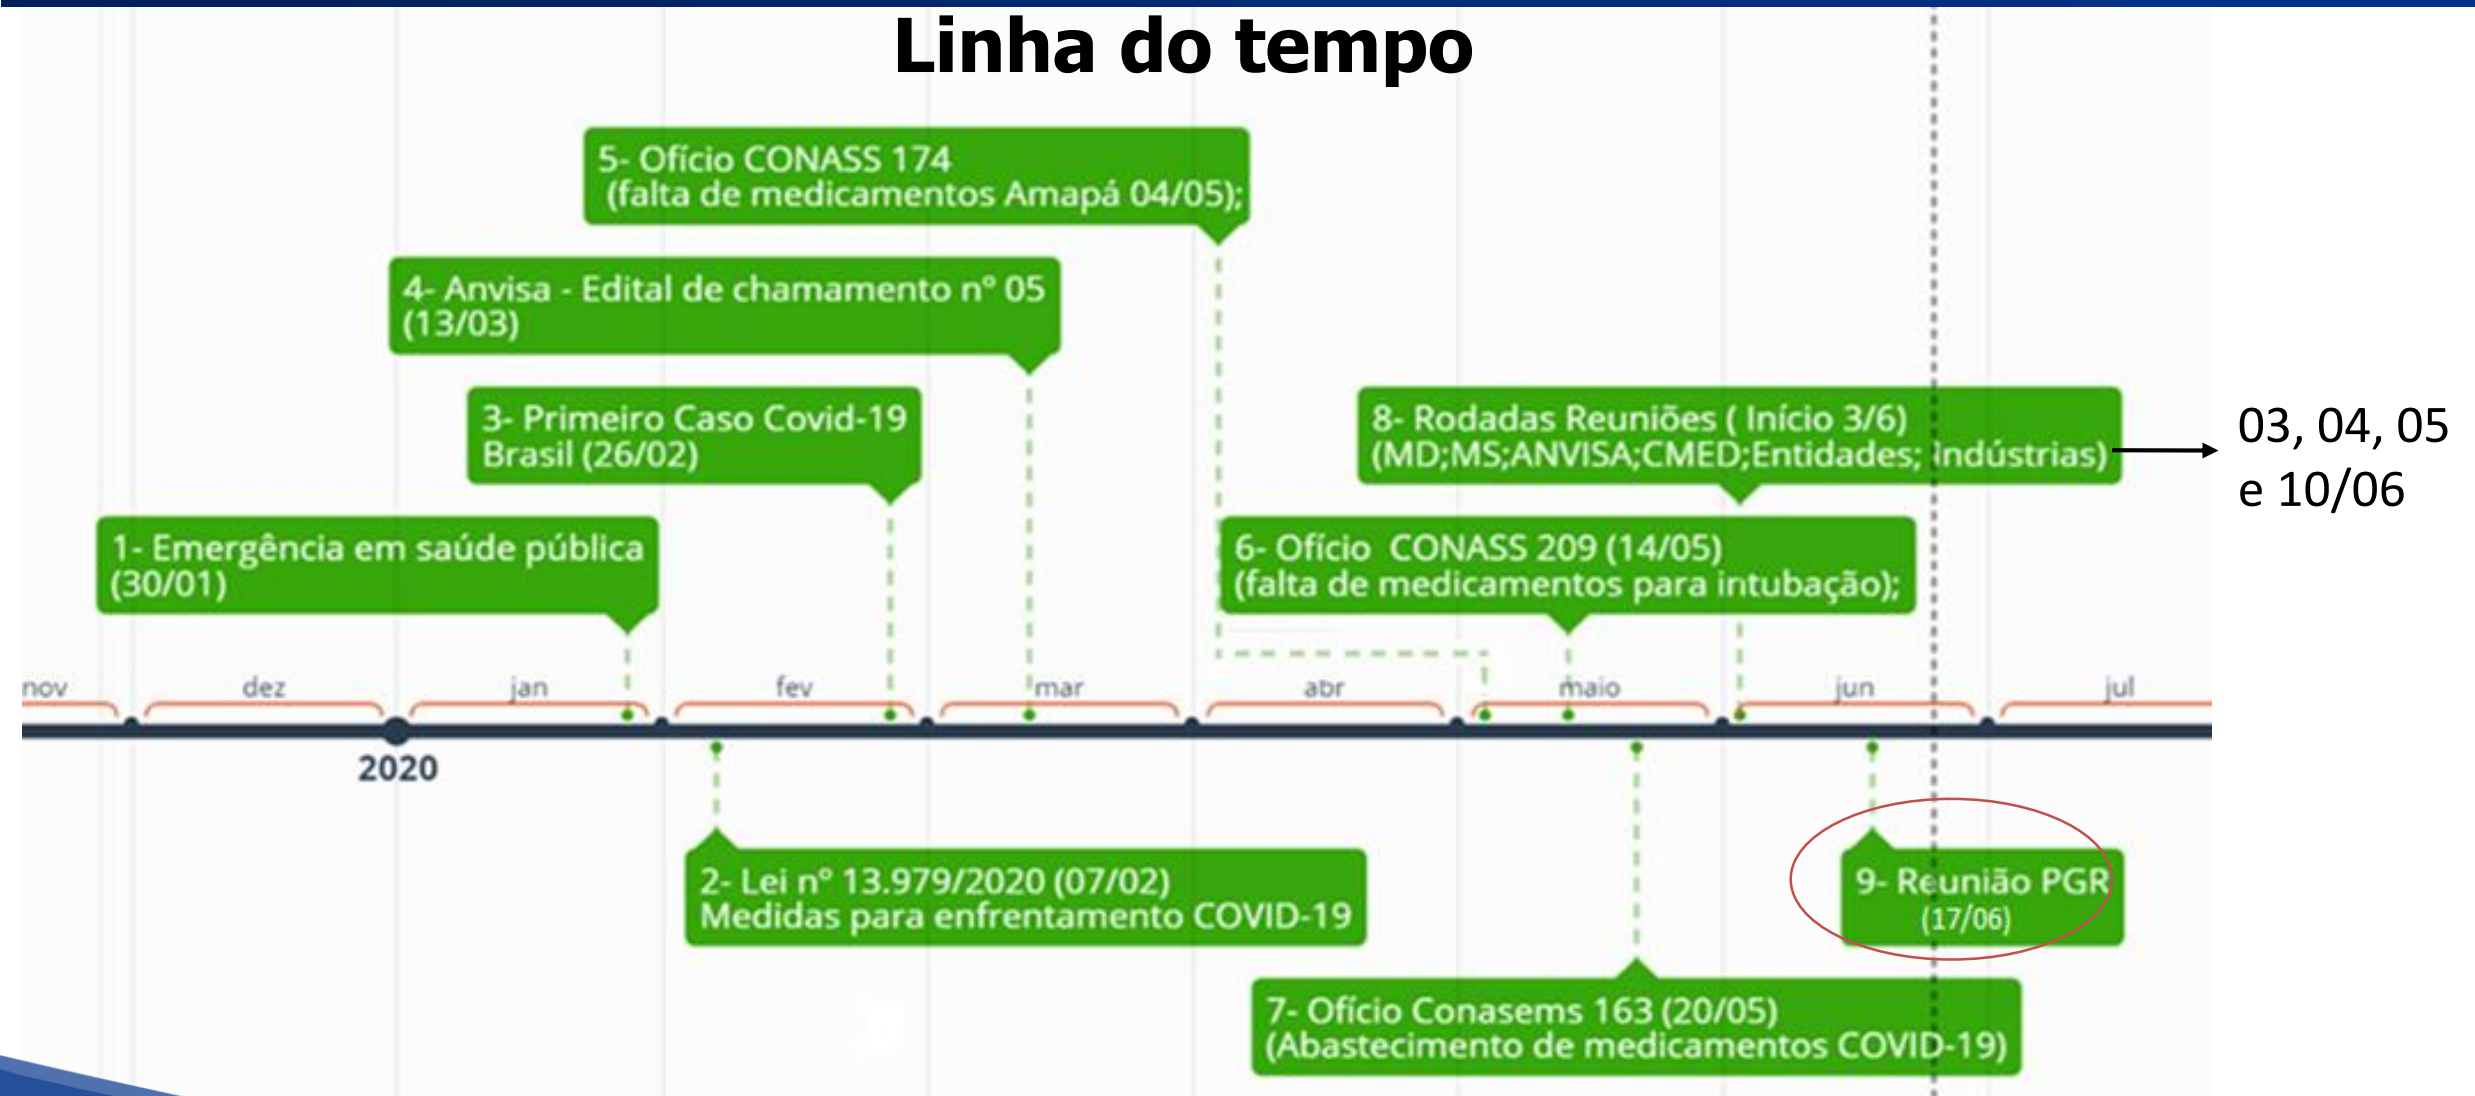 Linha do tempo
5- Ofício CONASS 174
(falta de medicamentos Amapá 04/05);
4- Anvisa - Edital de chamamento nº 05
(13/03)
3- Primeiro Caso Covid-19
Brasil (26/02)
8- Rodadas Reuniões ( Início 3/6)
(MD;MS;ANVISA;CMED;Entidades; Indústrias)
03, 04, 05
e 10/06
1- Emergência em saúde pública
(30/01)
6- Ofício  CONASS 209 (14/05)
(falta de medicamentos para intubação);
nov dez jan fev mar abr maio jun jul
2020
2- Lei nº 13.979/2020 (07/02)
Medidas para enfrentamento COVID-19
9- Reunião PGR
(17/06)
7- Ofício Conasems 163 (20/05)
(Abastecimento de medicamentos COVID-19)